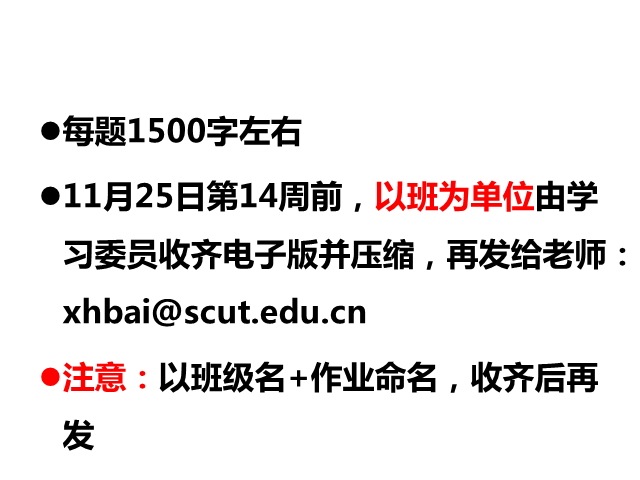 ●每题1500字左右
●11月25日第14周前，以班为单位由学
习委员收齐电子版并压缩，再发给老师：
xhbai@scut.edu.cn
●注意：以班级名+作业命名，收齐后再
发